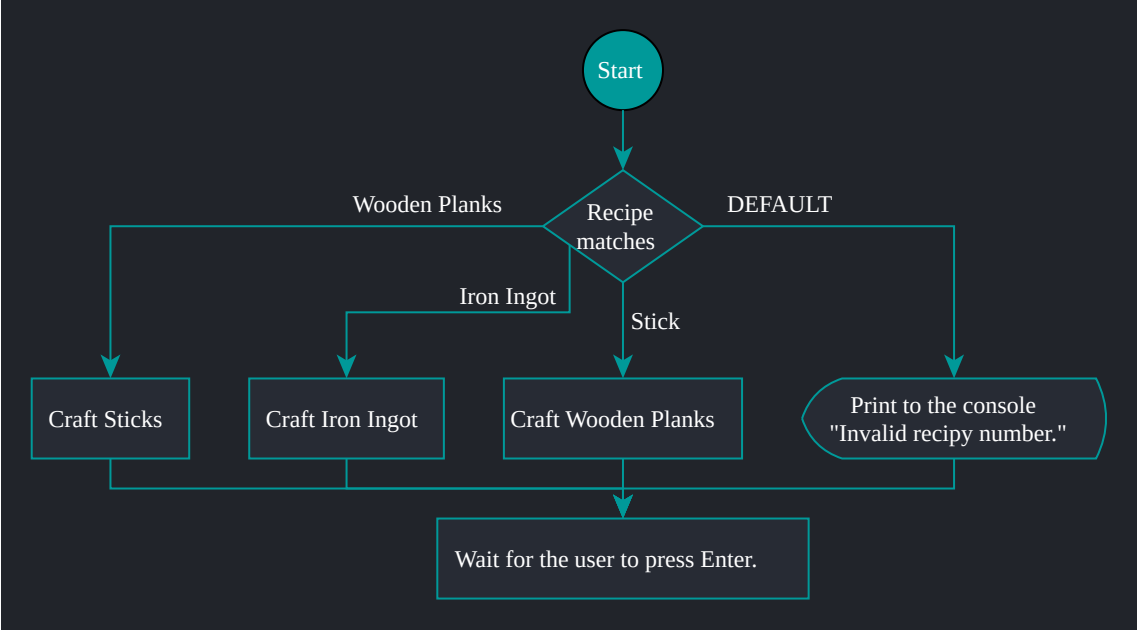 Start
Recipe
matches
Wooden Planks
DEFAULT
Iron Ingot
Stick
Craft Sticks
Craft Iron Ingot
Craft Wooden Planks
Print to the console
"Invalid recipy number."
Wait for the user to press Enter.